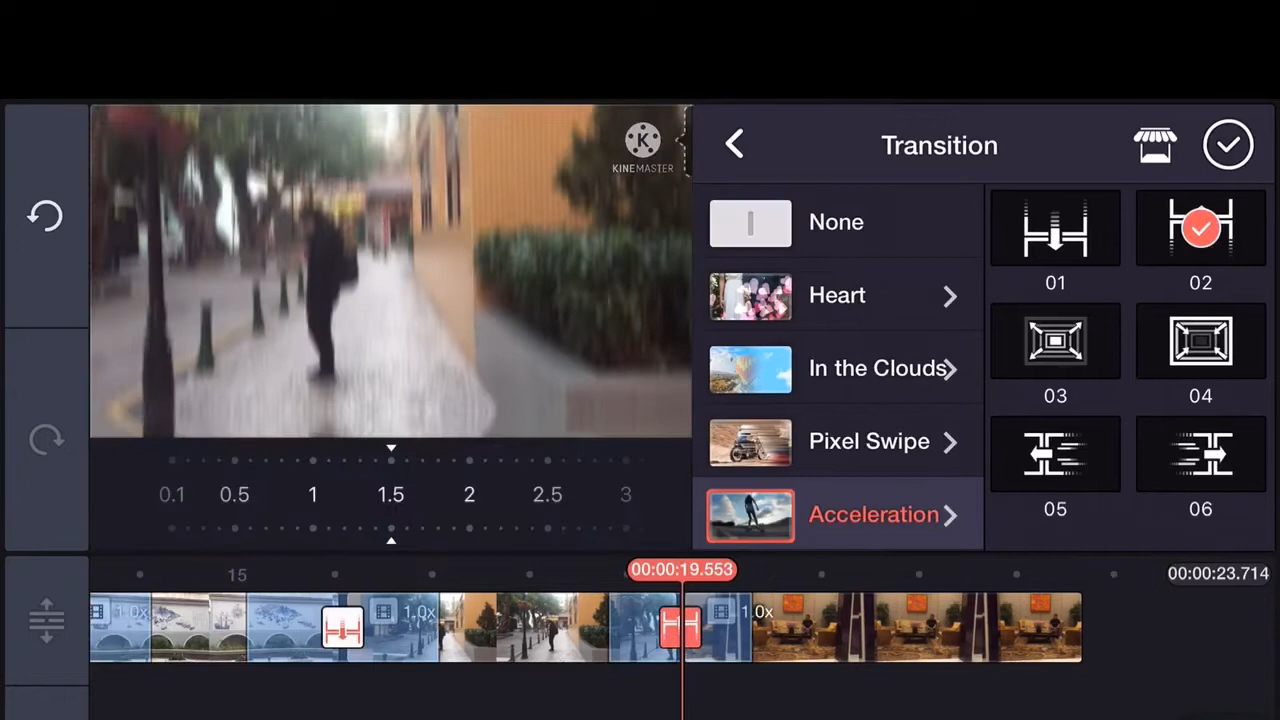 KINEMASTER
Transition
None
Heart
In the Clouds
Pixel Swipe
Acceleration
01
02
03
04
05
06
0.1 0.5 1 1.5 2 2.5 3
15
00:00:19.553
00:00:23.714
1.0x
1.0x
1.0x